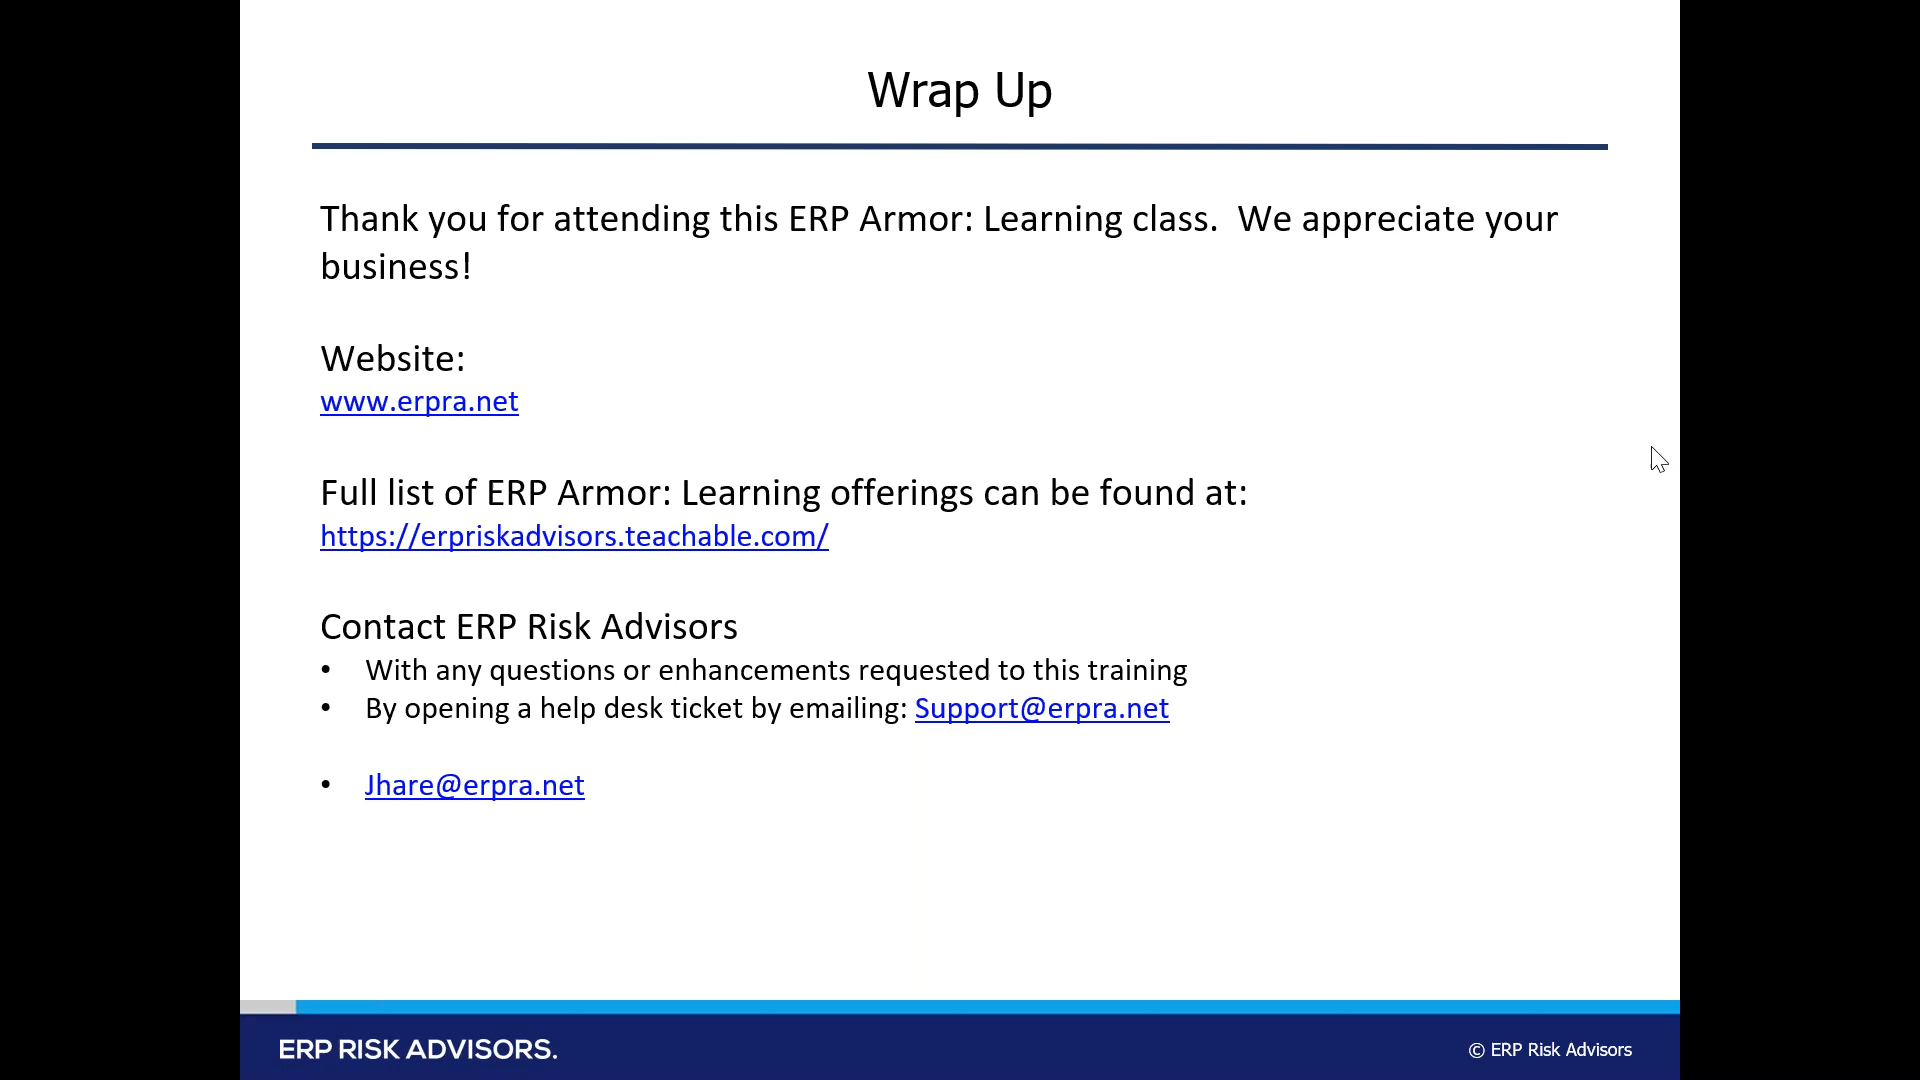 Wrap Up
Thank you for attending this ERP Armor: Learning class.  We appreciate your
business!
Website:
www.erpra.net
Full list of ERP Armor: Learning offerings can be found at:
https://erpriskadvisors.teachable.com/
Contact ERP Risk Advisors
• With any questions or enhancements requested to this training
• By opening a help desk ticket by emailing: Support@erpra.net
• Jhare@erpra.net
ERP RISK ADVISORS.
© ERP Risk Advisors